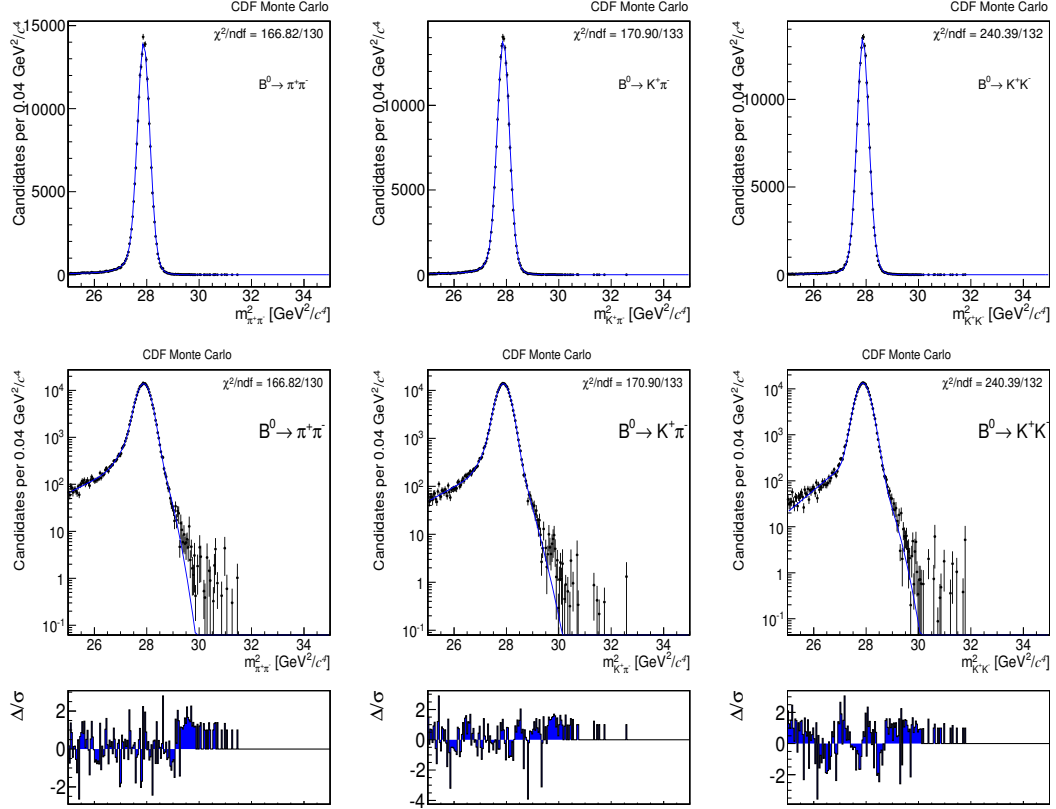 CDF Monte Carlo
χ²/ndf = 166.82/130
B⁰→ π⁺π⁻
Candidates per 0.04 GeV²/c⁴
15000
10000
5000
0
26 28 30 32 34
m²π⁺π⁻ [GeV²/c⁴]
CDF Monte Carlo
χ²/ndf = 170.90/133
B⁰→ K⁺π⁻
Candidates per 0.04 GeV²/c⁴
10000
5000
0
26 28 30 32 34
m²K⁺π⁻ [GeV²/c⁴]
CDF Monte Carlo
χ²/ndf = 240.39/132
B⁰→ K⁺K⁻
Candidates per 0.04 GeV²/c⁴
10000
5000
0
26 28 30 32 34
m²K⁺K⁻ [GeV²/c⁴]
CDF Monte Carlo
χ²/ndf = 166.82/130
B⁰→ π⁺π⁻
Candidates per 0.04 GeV²/c⁴
10⁴
10³
10²
10
1
10⁻¹
26 28 30 32 34
m²π⁺π⁻ [GeV²/c⁴]
CDF Monte Carlo
χ²/ndf = 170.90/133
B⁰→ K⁺π⁻
Candidates per 0.04 GeV²/c⁴
10⁴
10³
10²
10
1
10⁻¹
26 28 30 32 34
m²K⁺π⁻ [GeV²/c⁴]
CDF Monte Carlo
χ²/ndf = 240.39/132
B⁰→ K⁺K⁻
Candidates per 0.04 GeV²/c⁴
10⁴
10³
10²
10
1
10⁻¹
26 28 30 32 34
m²K⁺K⁻ [GeV²/c⁴]
Δ/σ
2
0
-2
Δ/σ
2
0
-2
-4
Δ/σ
2
0
-2